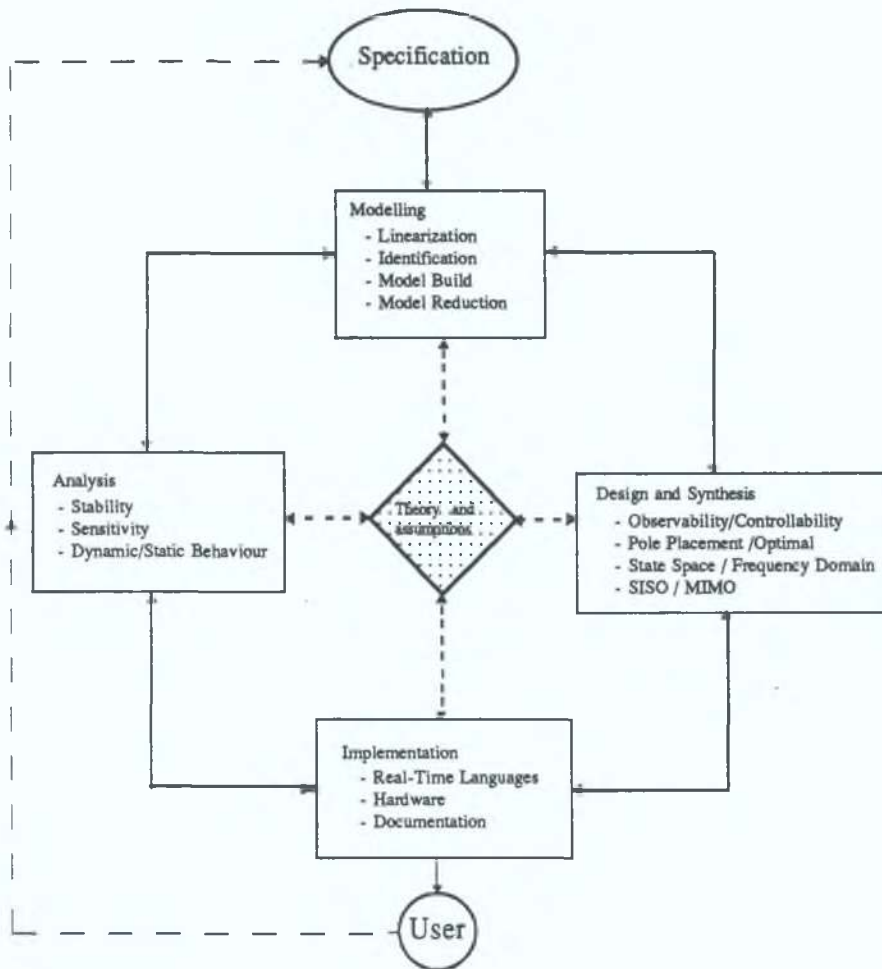 Specification
Modelling
- Linearization
- Identification
- Model Build
- Model Reduction
Analysis
- Stability
- Sensitivity
- Dynamic/Static Behaviour
Theory and
assumptions
Design and Synthesis
- Observability/Controllability
- Pole Placement /Optimal
- State Space / Frequency Domain
- SISO / MIMO
Implementation
- Real-Time Languages
- Hardware
- Documentation
User